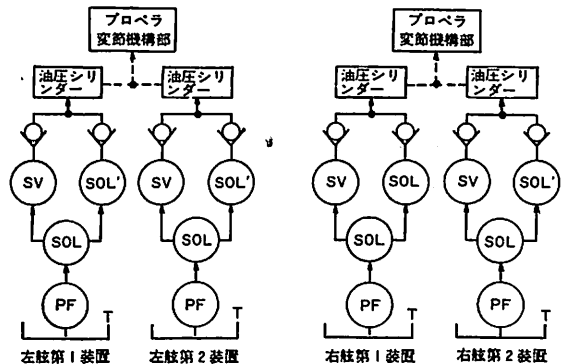 プロペラ
変節機構部
プロペラ
変節機構部
油圧シリ
ンダー
油圧シリ
ンダー
油圧シリ
ンダー
油圧シリ
ンダー
SV
SOL'
SV
SOL'
SV
SOL
SV
SOL'
SOL
SOL
SOL
SOL
PF
T
PF
T
PF
T
PF
T
左舷第1装置
左舷第2装置
右舷第1装置
右舷第2装置